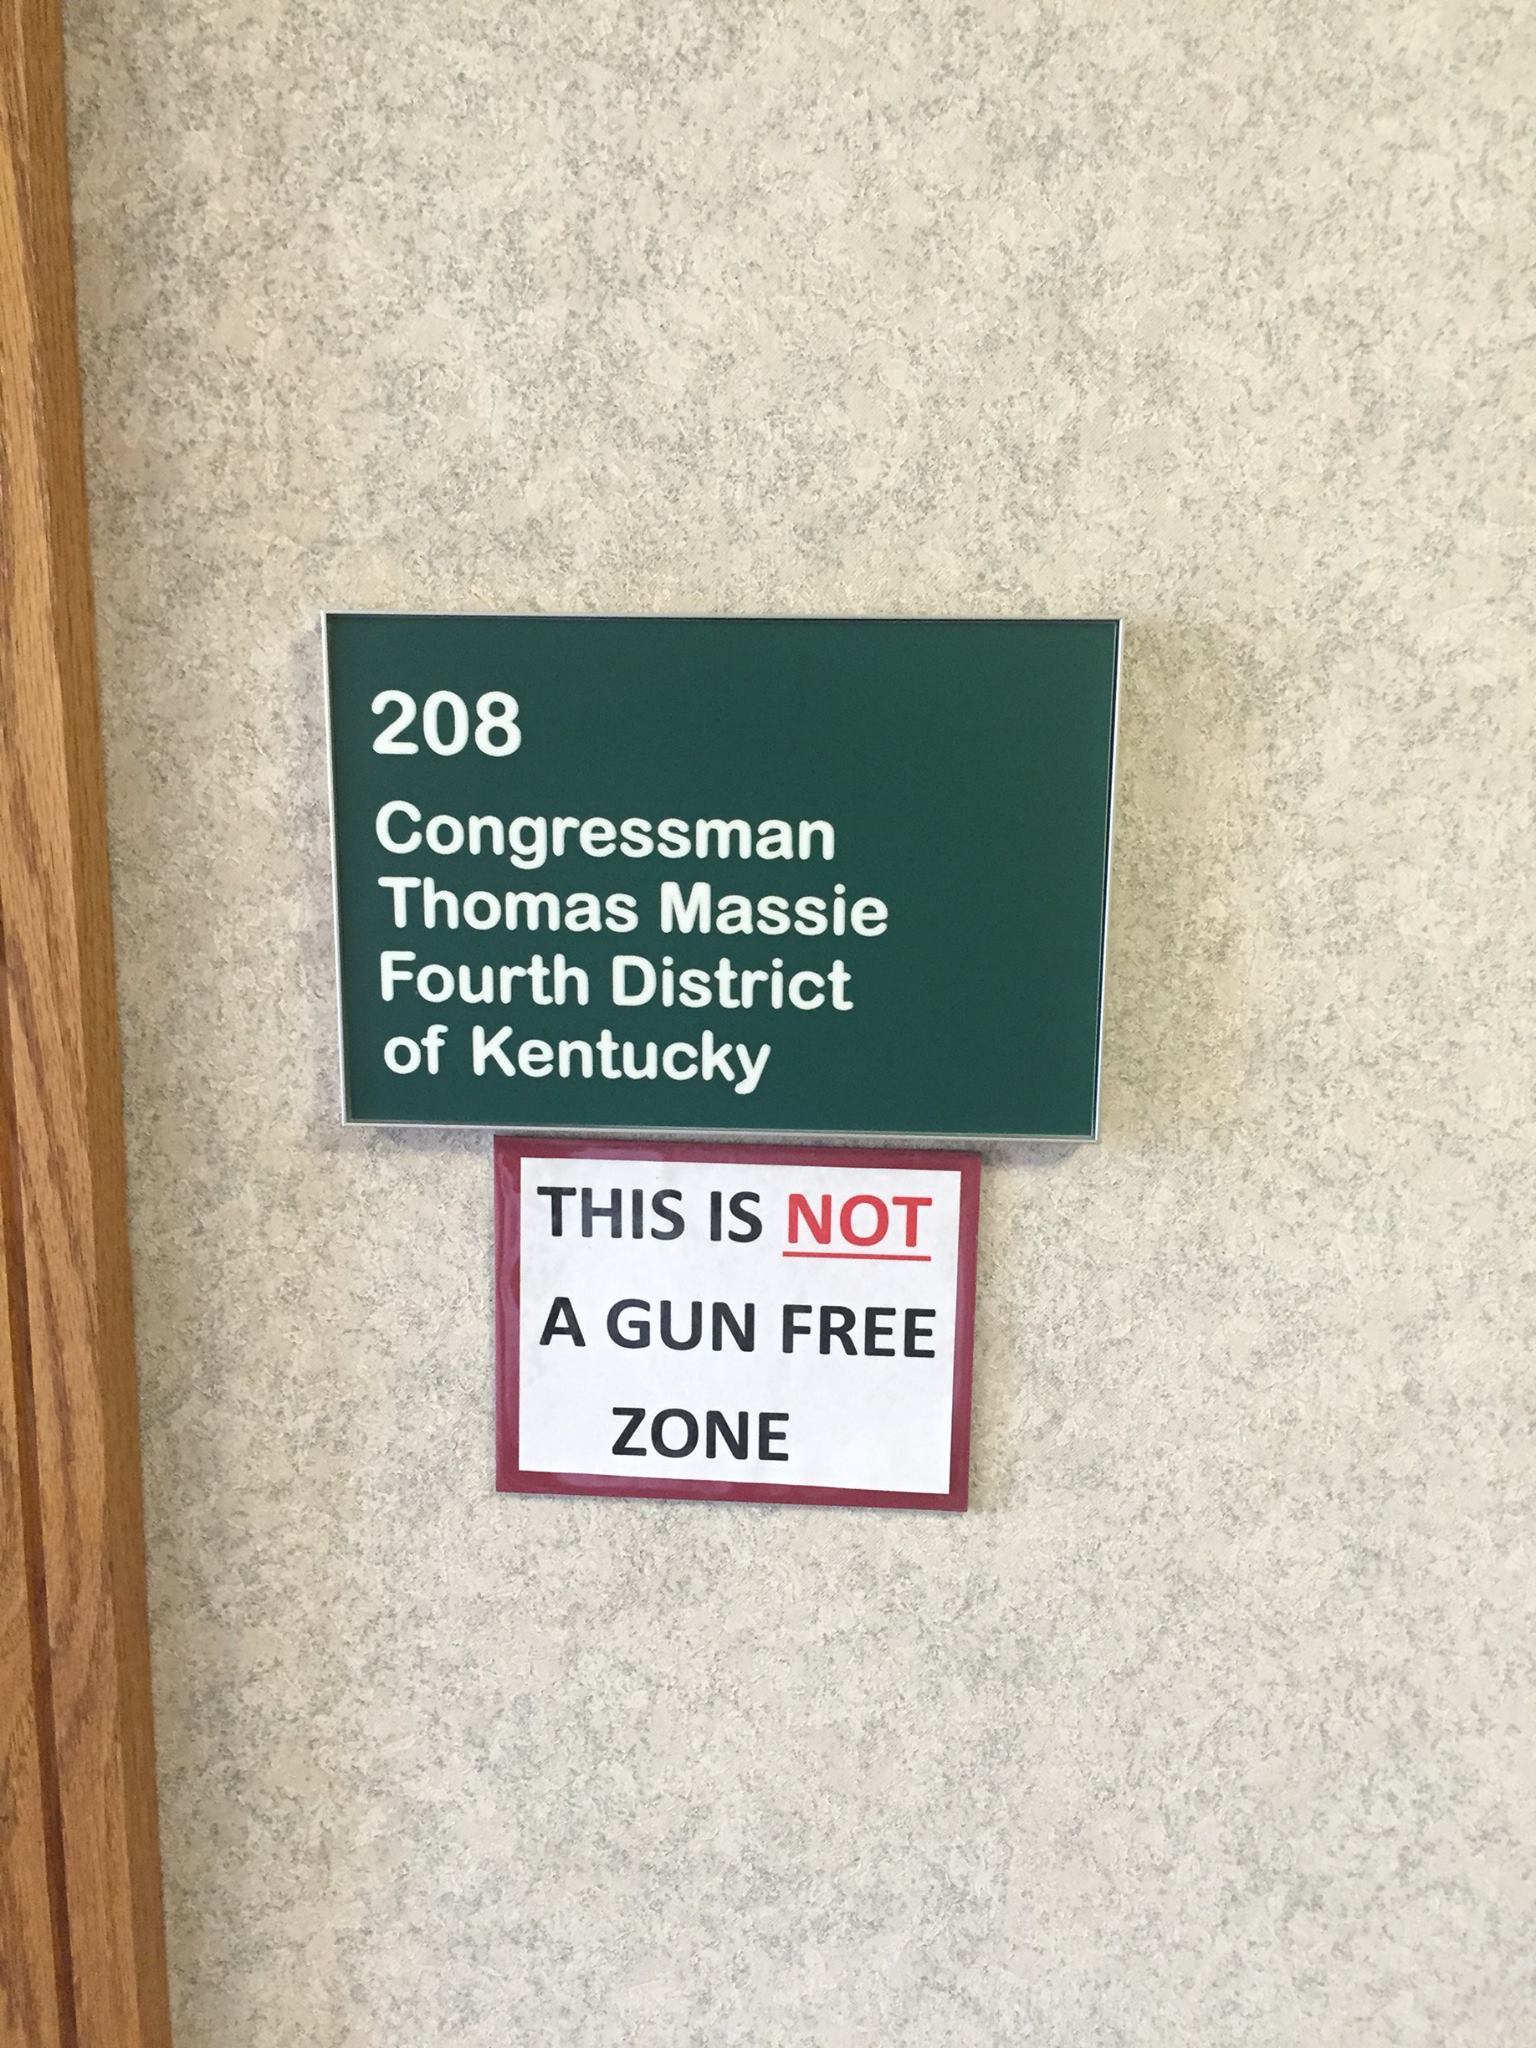 208
Congressman
Thomas Massie
Fourth District
of Kentucky
THIS IS NOT
A GUN FREE
ZONE